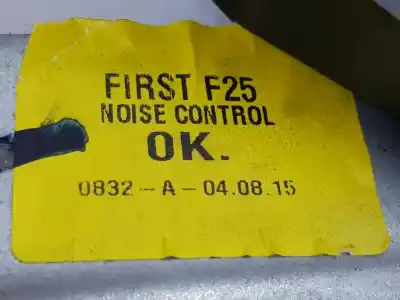 FIRST F25
NOISE CONTROL
OK.
0832-A-04.08.15